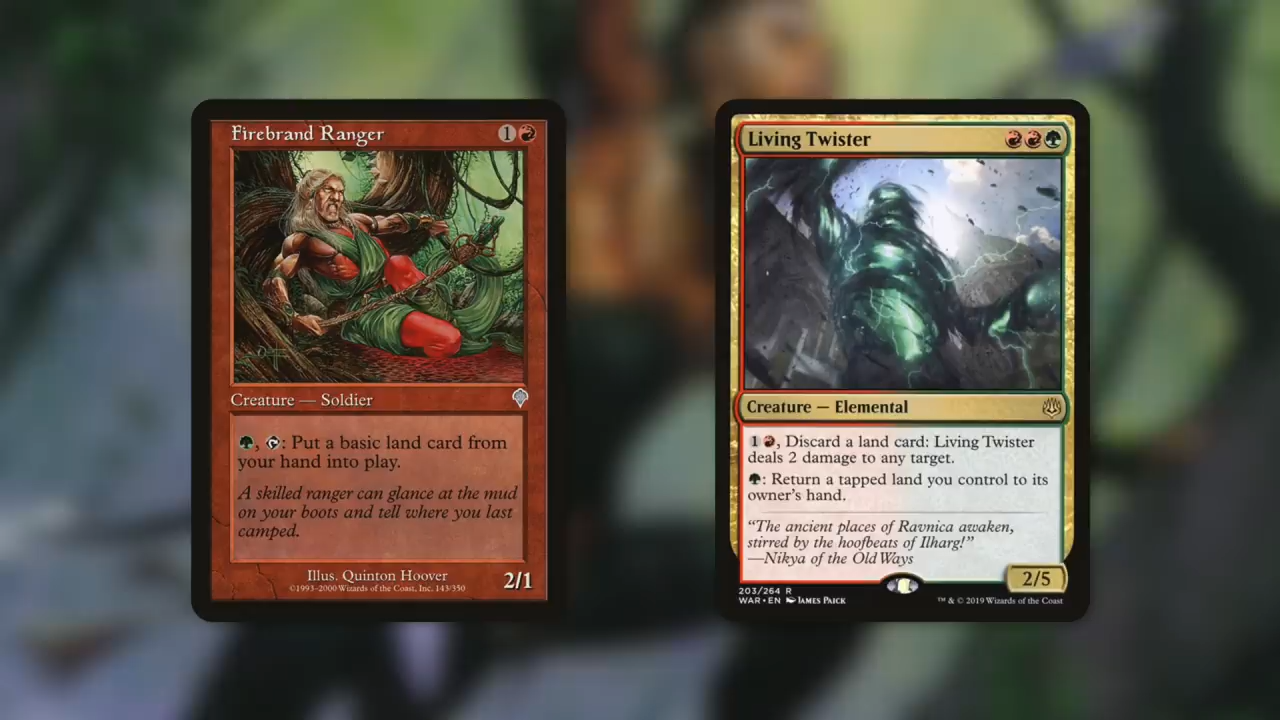 Firebrand Ranger
1
Creature — Soldier
: Put a basic land card from
your hand into play.
A skilled ranger can glance at the mud
on your boots and tell where you last
camped.
Illus. Quinton Hoover
©1993–2000 Wizards of the Coast, Inc. 143/350
2/1
Living Twister
Creature — Elemental
1, Discard a land card: Living Twister
deals 2 damage to any target.
: Return a tapped land you control to its
owner's hand.
"The ancient places of Ravnica awaken,
stirred by the hoofbeats of Ilharg!"
—Nikya of the Old Ways
2/5
203/264 R
WAR • EN JAMES PAICK
™ & © 2019 Wizards of the Coast